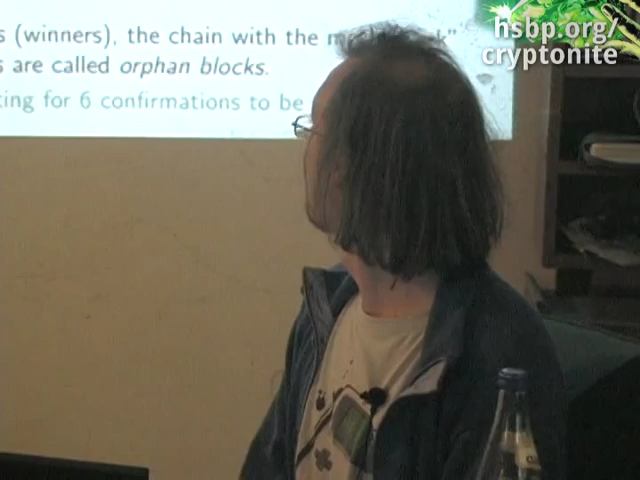 s (winners), the chain with the
s are called orphan blocks.
ting for 6 confirmations to be
hsbp.org/
cryptonite